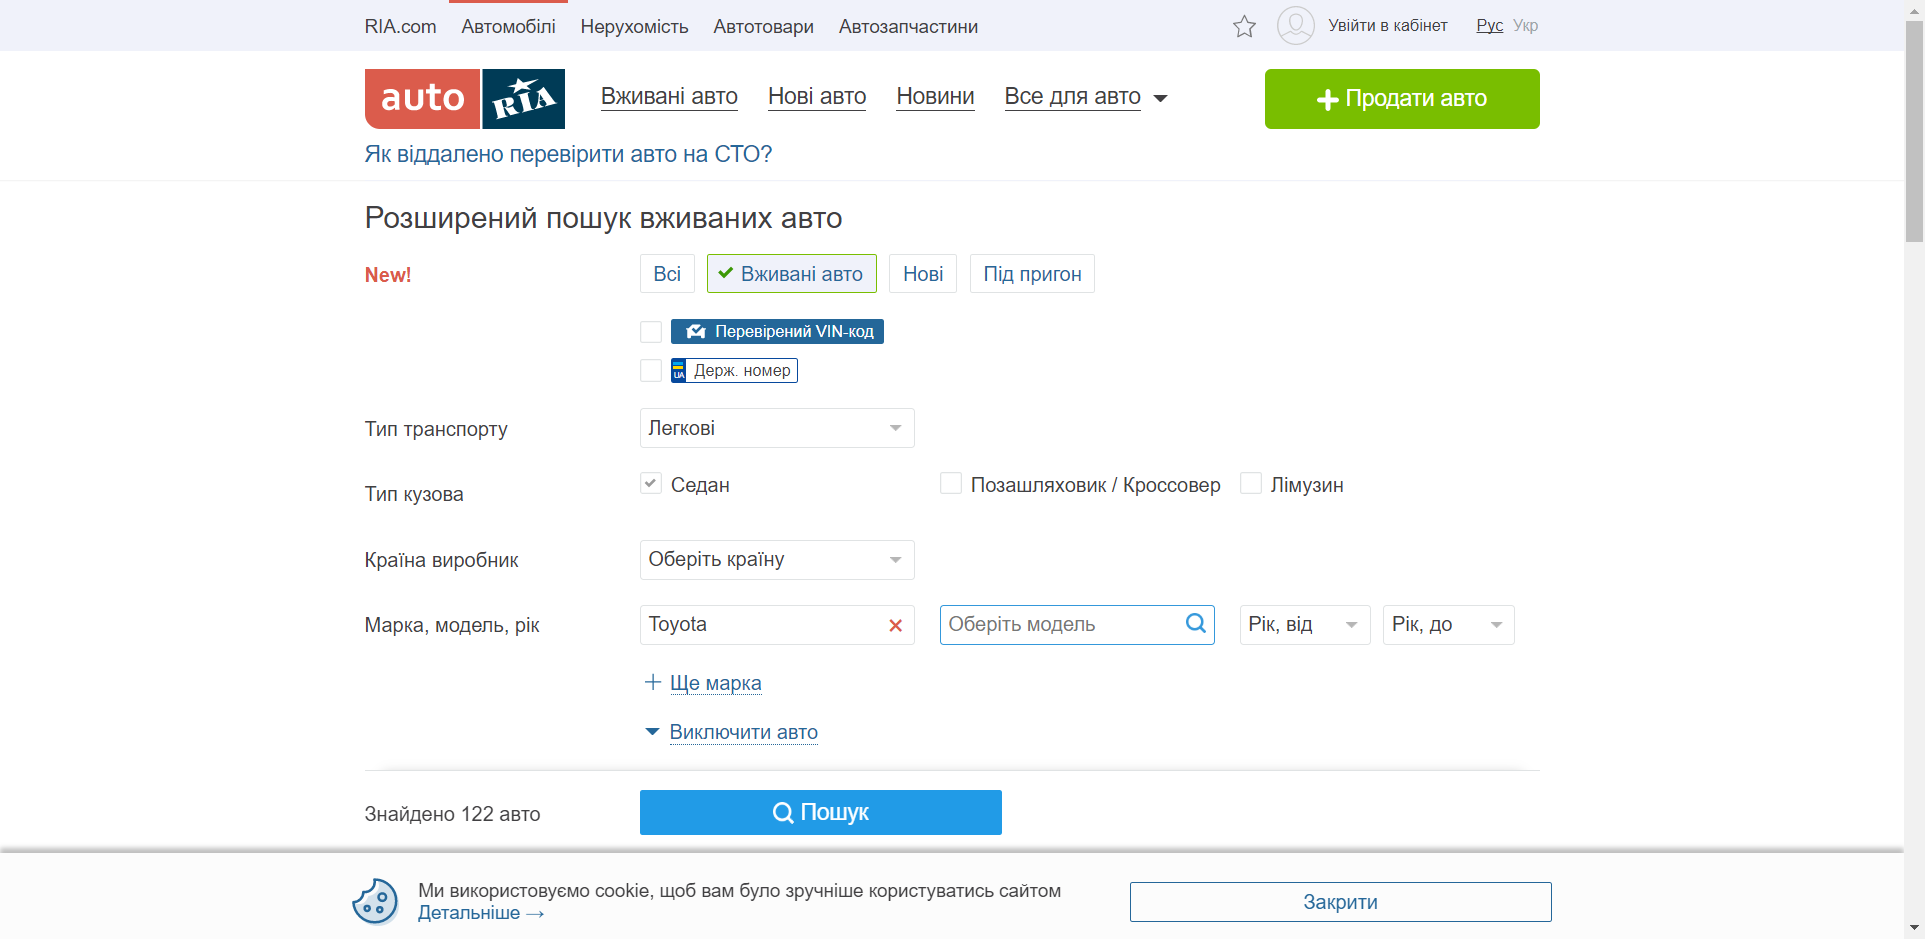 RIA.com Автомобілі Нерухомість Автотовари Автозапчастини Увійти в кабінет Рус Укр
auto RIA Вживані авто Нові авто Новини Все для авто Продати авто
Як віддалено перевірити авто на СТО?
Розширений пошук вживаних авто
New! Всі Вживані авто Нові Під пригон
Перевірений VIN-код
UA Держ. номер
Тип транспорту Легкові
Тип кузова Седан Позашляховик / Кроссовер Лімузин
Країна виробник Оберіть країну
Марка, модель, рік Toyota Оберіть модель Рік, від Рік, до
Ще марка
Виключити авто
Знайдено 122 авто Пошук
Ми використовуємо cookie, щоб вам було зручніше користуватись сайтом
Детальніше →
Закрити